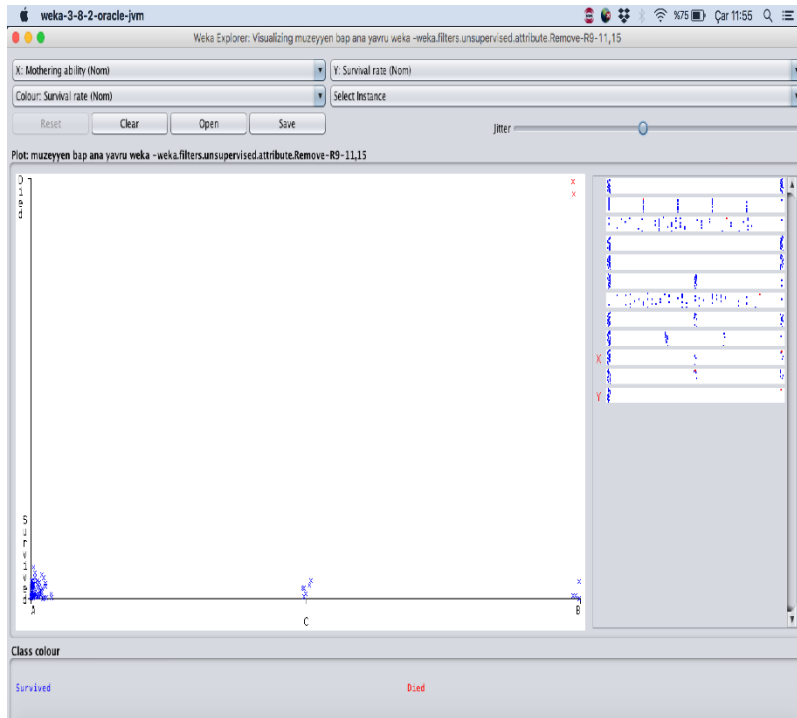 weka-3-8-2-oracle-jvm
%75
Çar 11:55
Weka Explorer: Visualizing muzeyyen bap ana yavru weka -weka.filters.unsupervised.attribute.Remove-R9-11,15
X: Mothering ability (Nom)
Y: Survival rate (Nom)
Colour: Survival rate (Nom)
Select Instance
Reset
Clear
Open
Save
Jitter
Plot: muzeyyen bap ana yavru weka -weka.filters.unsupervised.attribute.Remove-R9-11,15
Died
Survived
A
C
B
X
Y
Class colour
Survived
Died